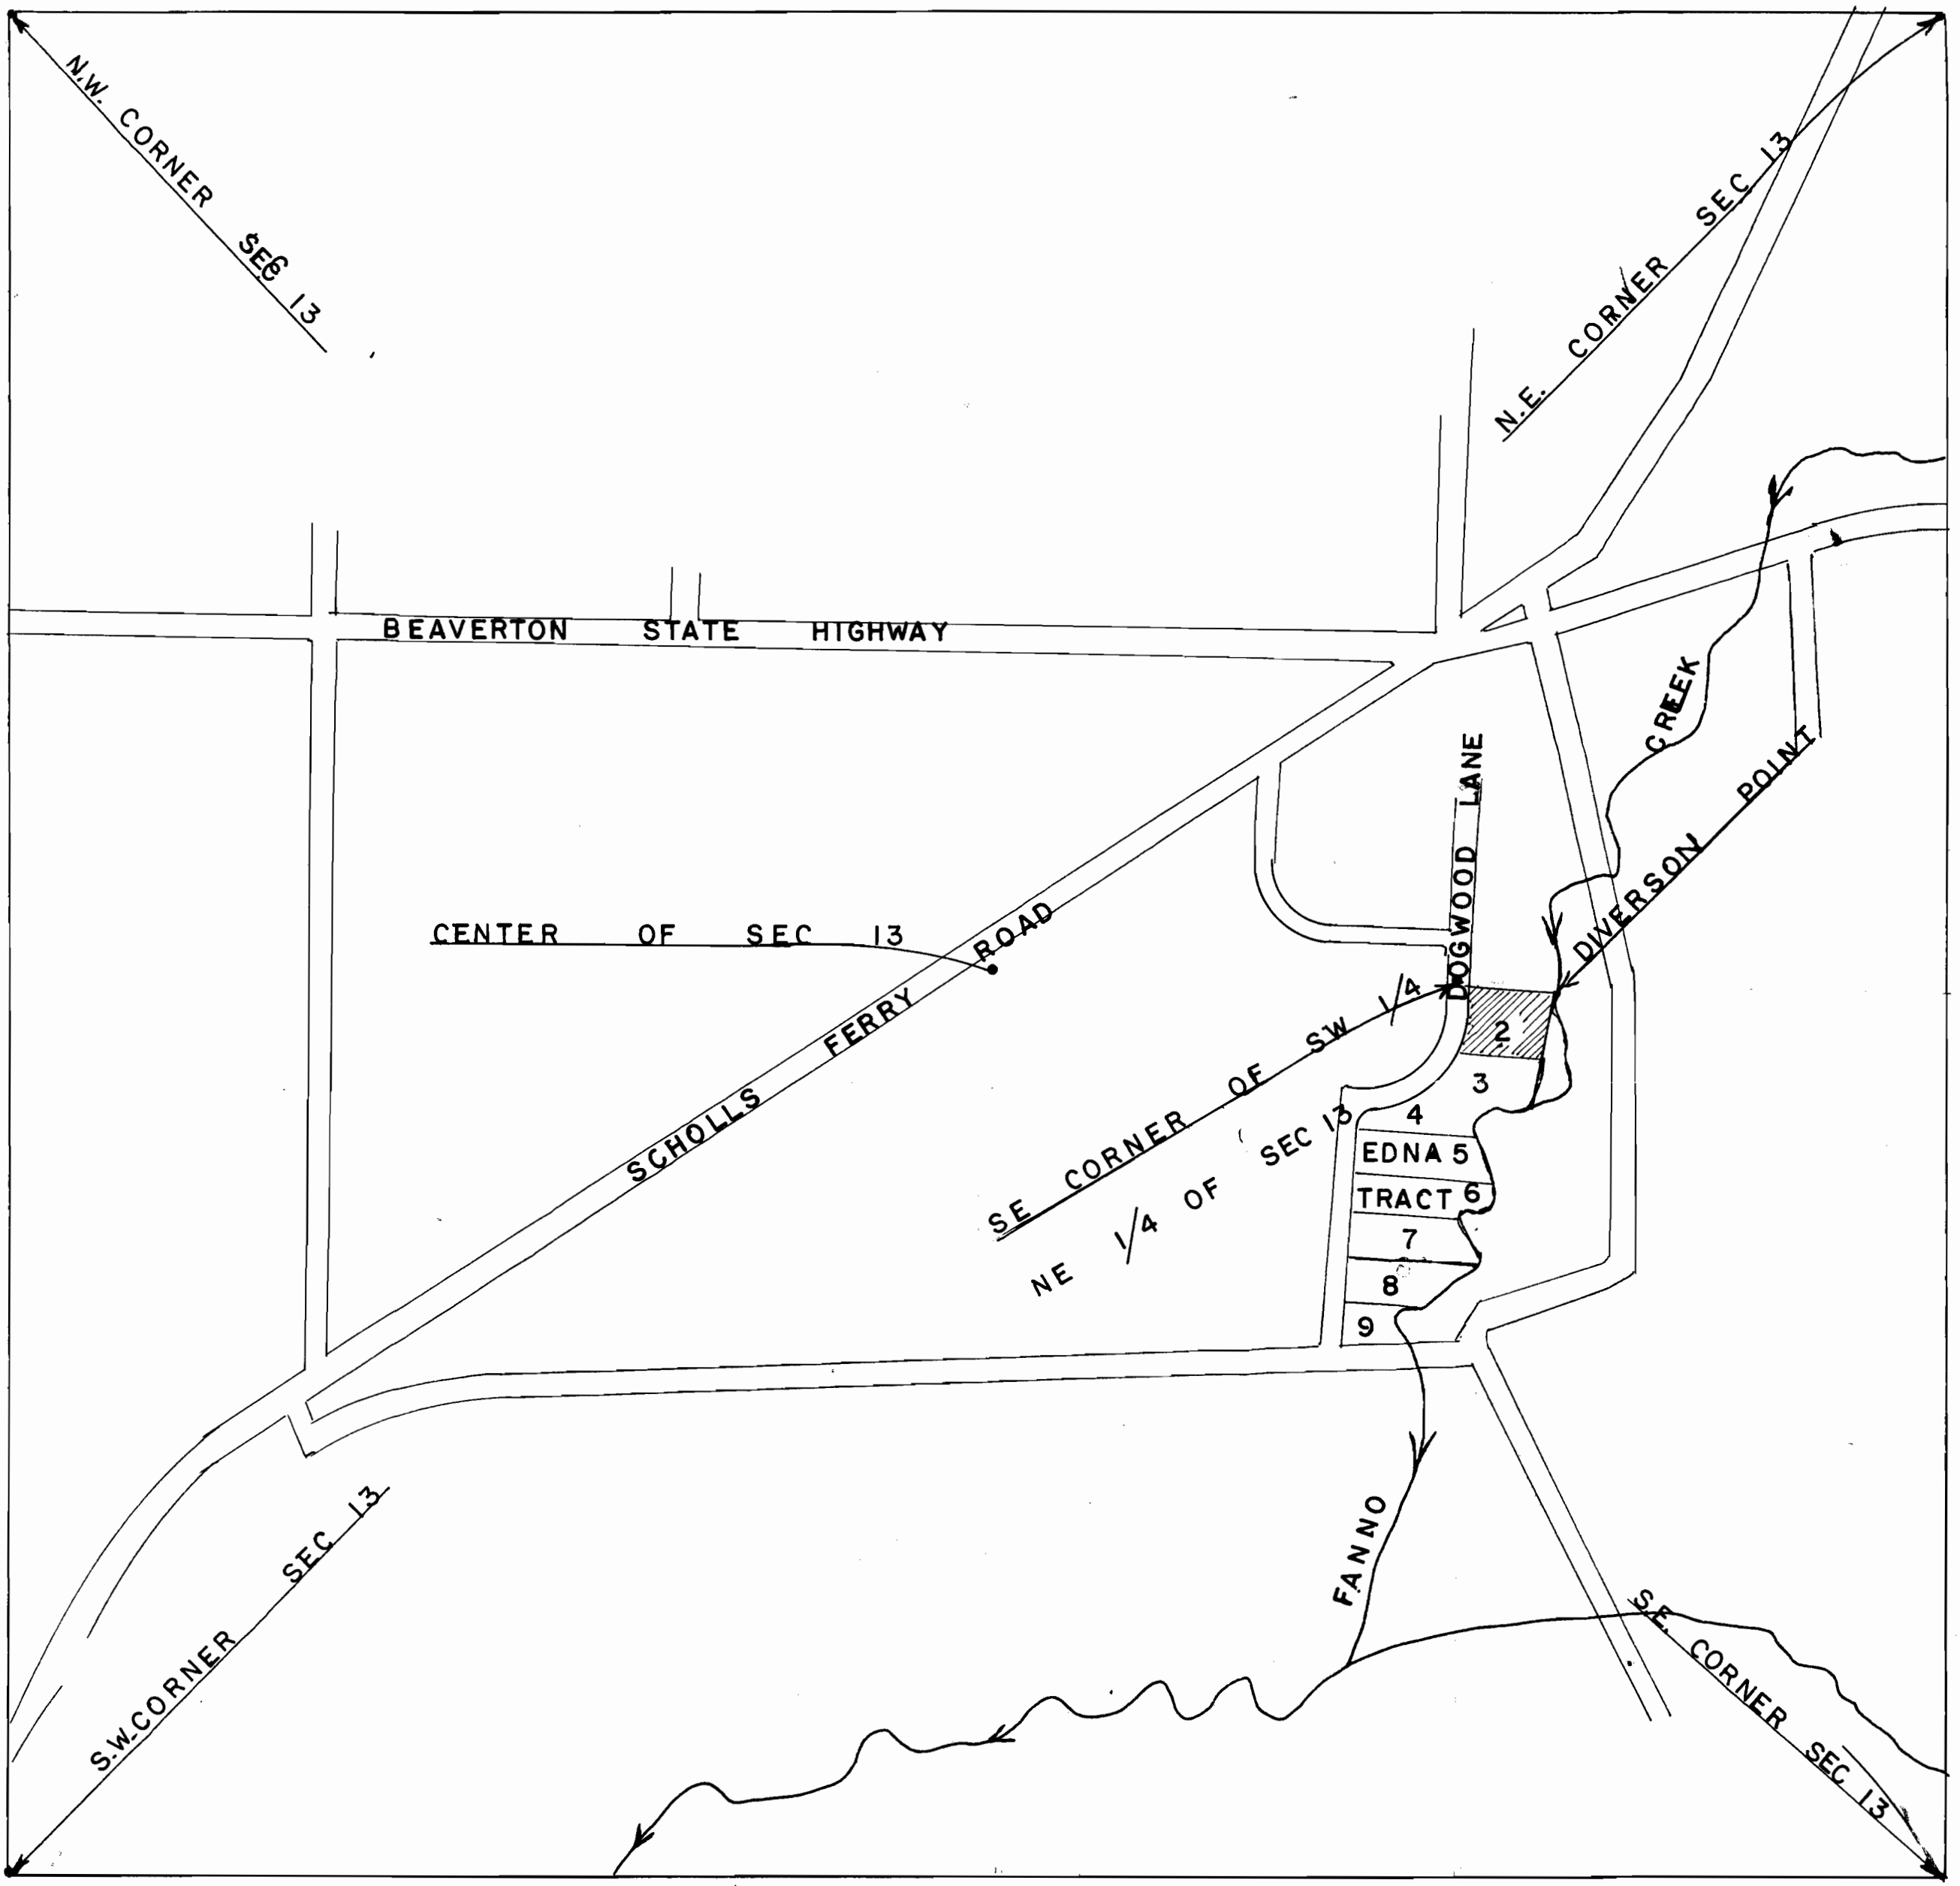 N.W. CORNER SEC 13
N.E. CORNER SEC 13
BEAVERTON STATE HIGHWAY
CREEK
DOGWOOD LANE
DIVERSON POINT
CENTER OF SEC 13
SCHOLLS FERRY ROAD
SE CORNER OF SW 1/4
NE 1/4 OF SEC 13
2
3
4
EDNA 5
TRACT 6
7
8
9
FANNO
S.W. CORNER SEC 13
S.E. CORNER SEC 13